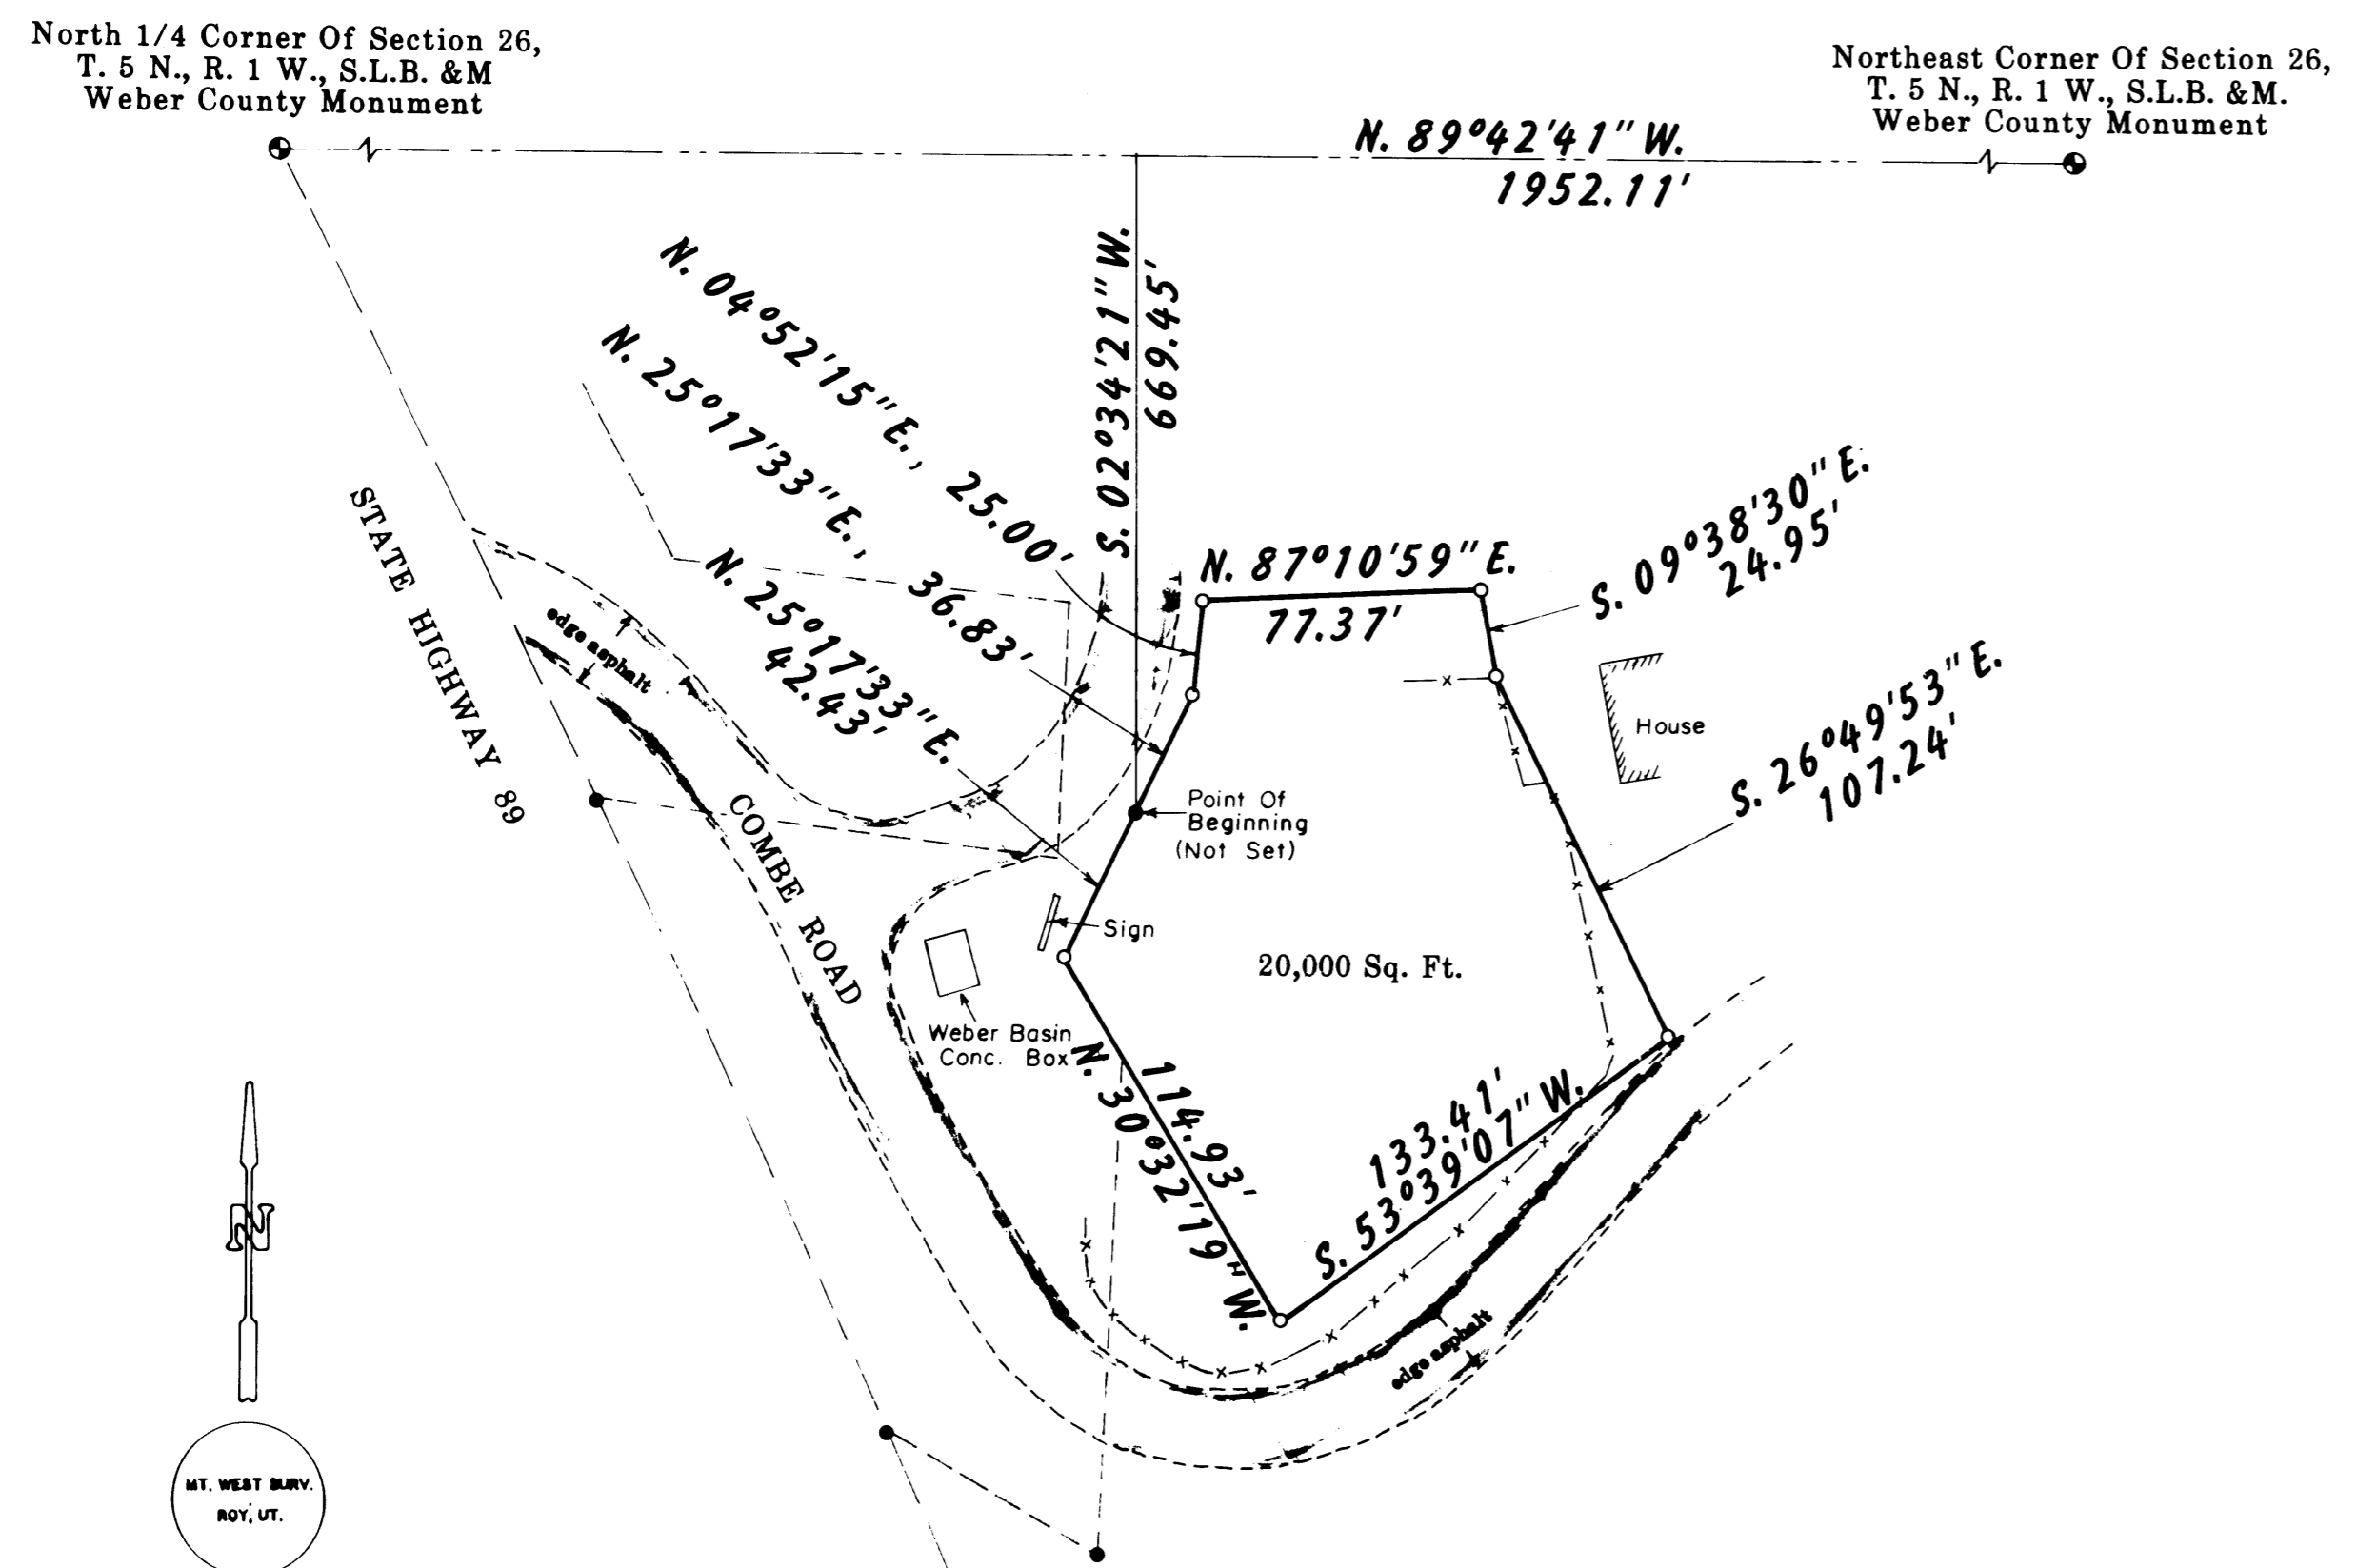 North 1/4 Corner Of Section 26,
T. 5 N., R. 1 W., S.L.B. &M
Weber County Monument
Northeast Corner Of Section 26,
T. 5 N., R. 1 W., S.L.B. &M.
Weber County Monument
N. 89°42'41" W.
1952.11'
S. 02°34'21" W.
669.45'
N. 04°52'15" E., 25.00'
N. 25°17'33" E., 36.83'
N. 25°17'33" E.
42.43'
N. 87°10'59" E.
77.37'
S. 09°38'30" E.
24.95'
S. 26°49'53" E.
107.24'
STATE HIGHWAY 89
edge asphalt
COMBE ROAD
House
Point Of
Beginning
(Not Set)
Sign
20,000 Sq. Ft.
Weber Basin
Conc. Box
N. 30°32'19" W.
114.93'
133.41'
S. 53°39'07" W.
edge asphalt
N
MT. WEST SURV.
ROY, UT.